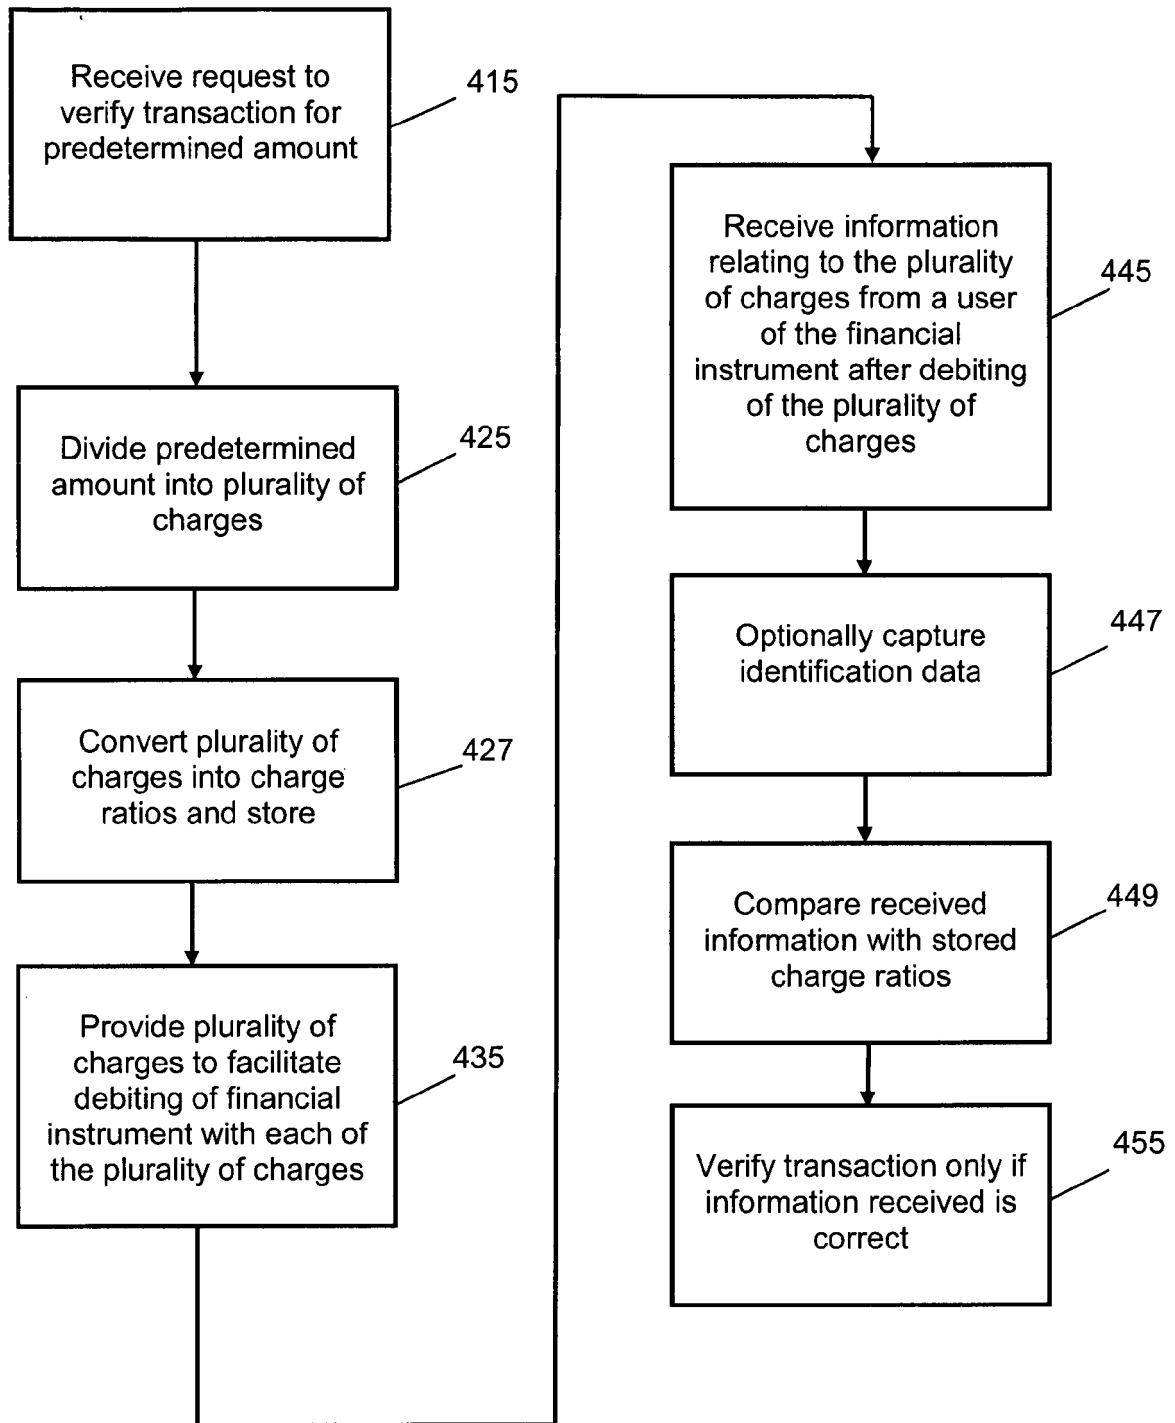 Receive request to
verify transaction for
predetermined amount
415
Divide predetermined
amount into plurality of
charges
425
Convert plurality of
charges into charge
ratios and store
427
Provide plurality of
charges to facilitate
debiting of financial
instrument with each of
the plurality of charges
435
Receive information
relating to the plurality
of charges from a user
of the financial
instrument after debiting
of the plurality of
charges
445
Optionally capture
identification data
447
Compare received
information with stored
charge ratios
449
Verify transaction only if
information received is
correct
455